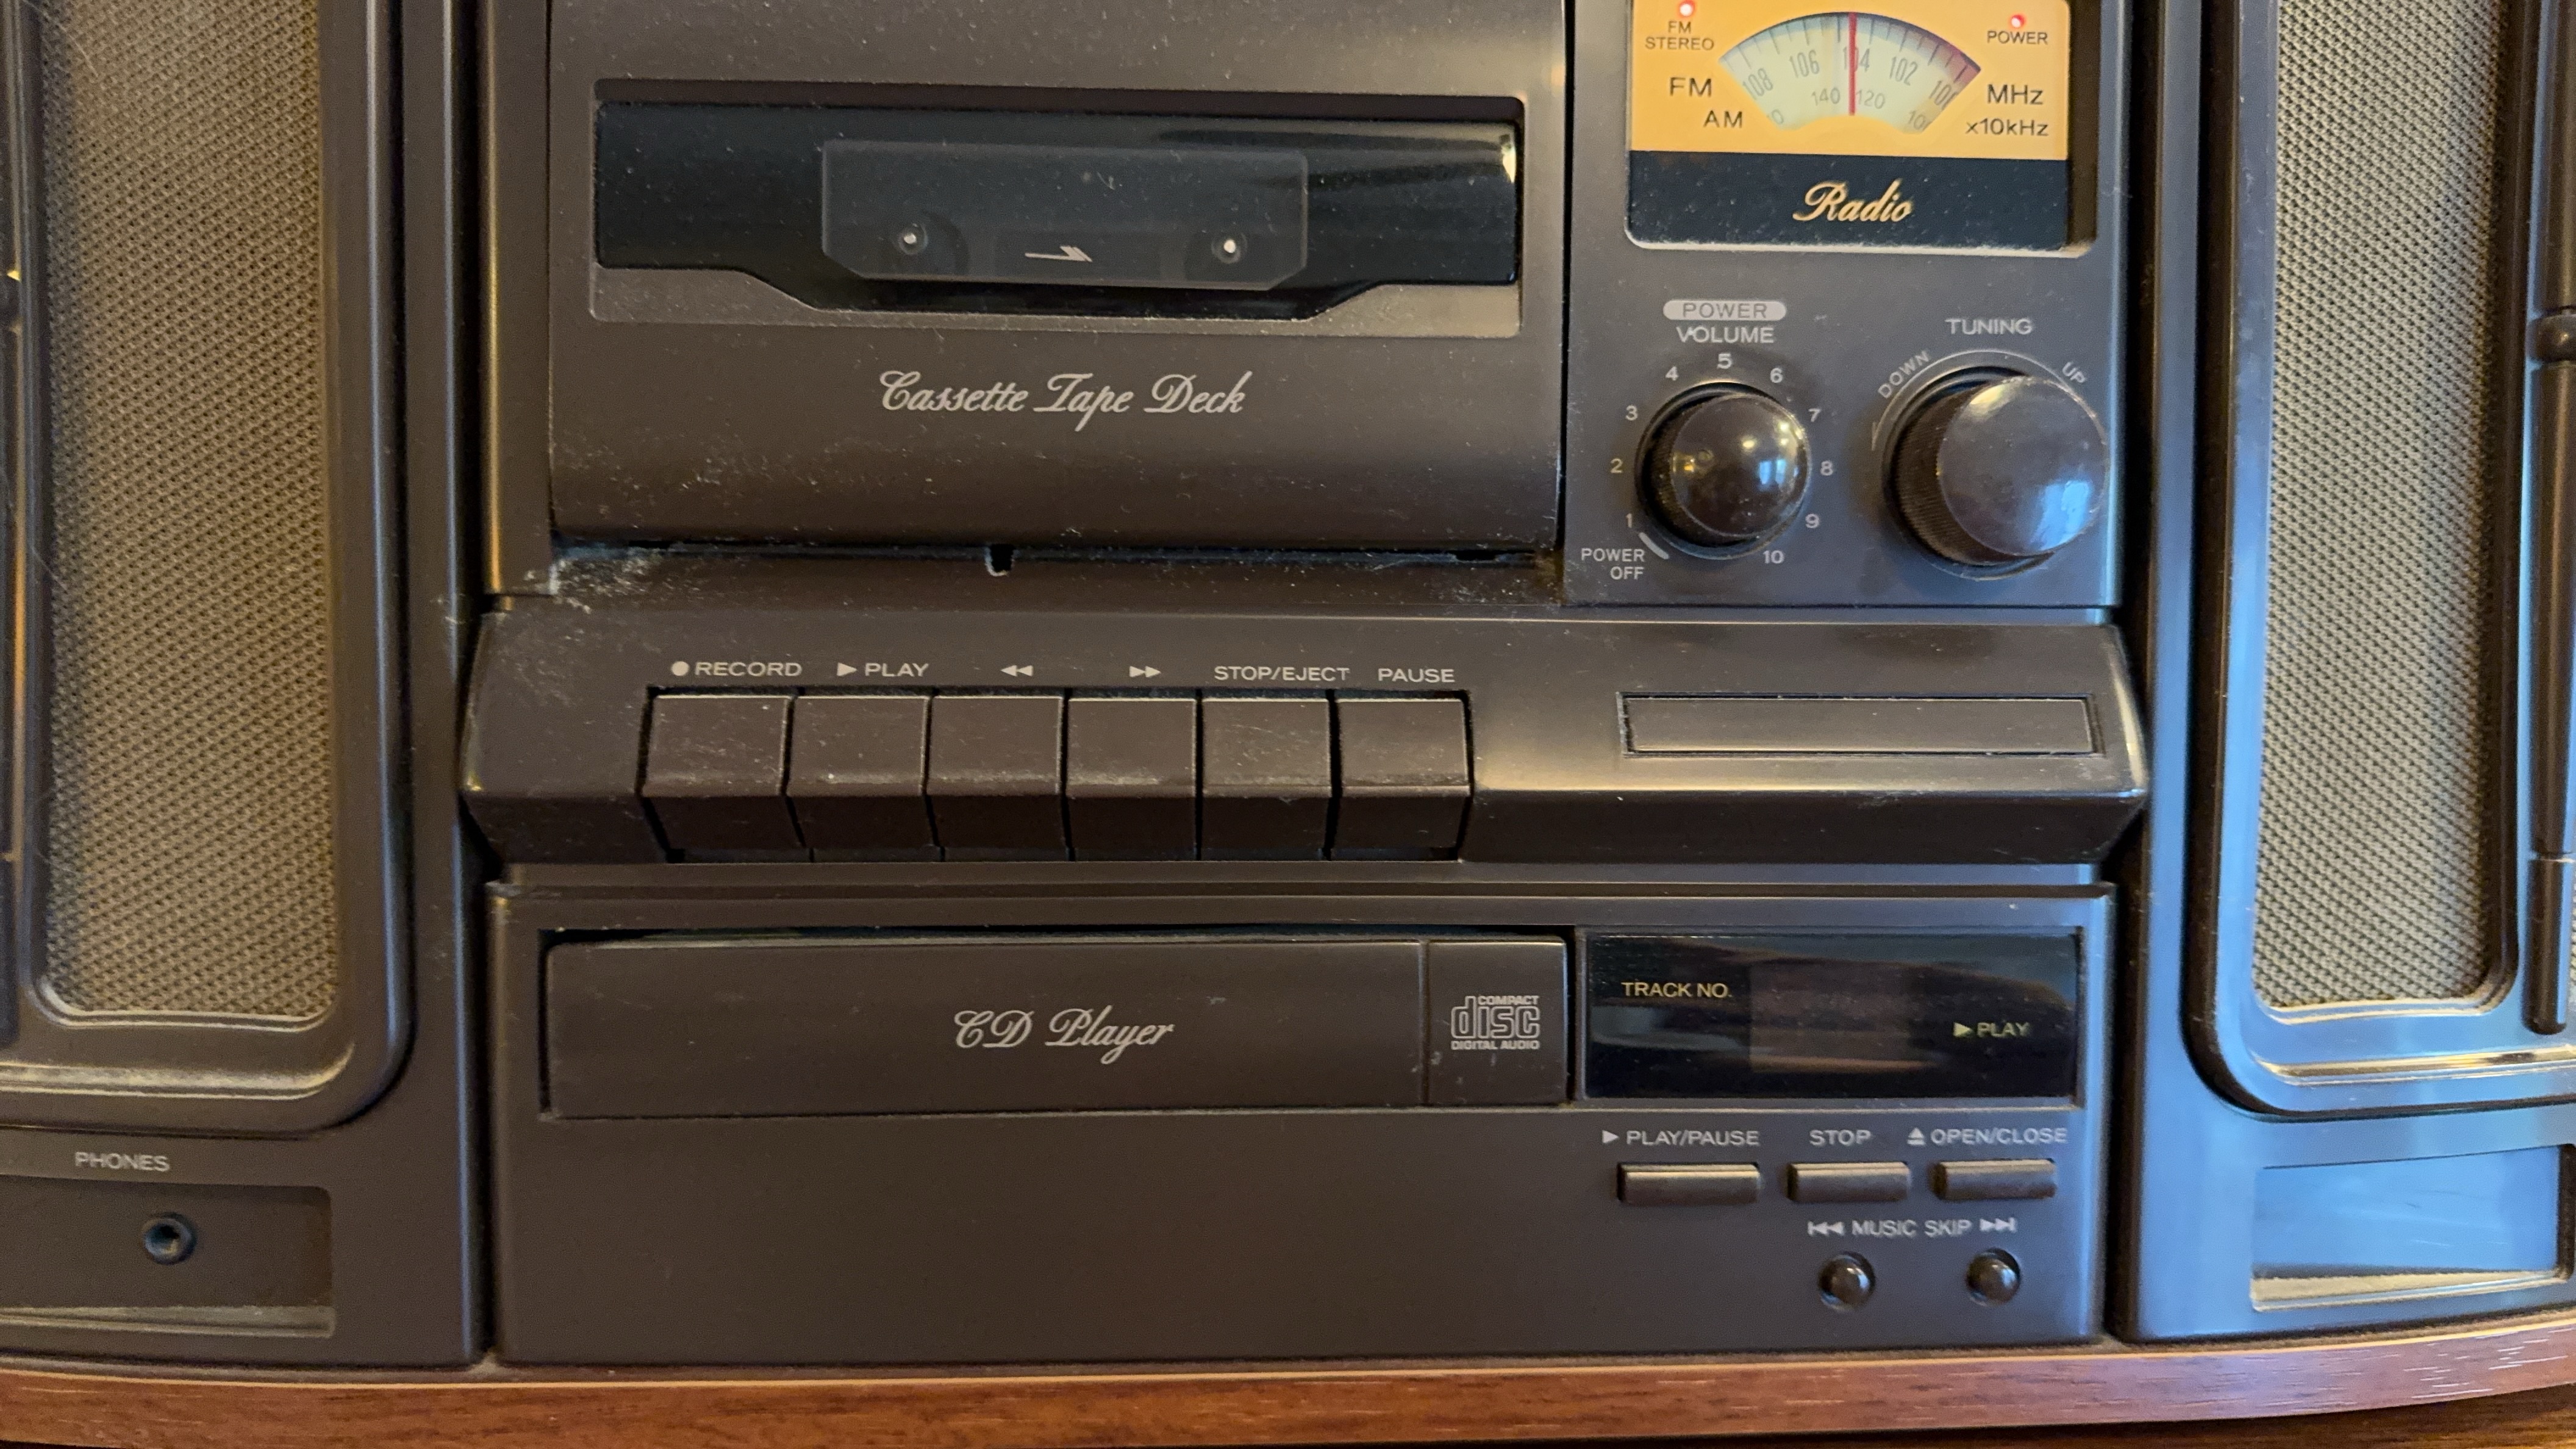 FM
STEREO
POWER
108 106 104 102
FM
MHz
140 120
AM
x10kHz
Radio
POWER
VOLUME
1 2 3 4 5 6 7 8 9 10
POWER
OFF
TUNING
DOWN UP
Cassette Tape Deck
● RECORD ▶ PLAY ◀◀ ▶▶ STOP/EJECT PAUSE
CD Player
COMPACT
disc
DIGITAL AUDIO
TRACK NO.
▶ PLAY
▶ PLAY/PAUSE STOP ⏏ OPEN/CLOSE
⏮ MUSIC SKIP ⏭
PHONES